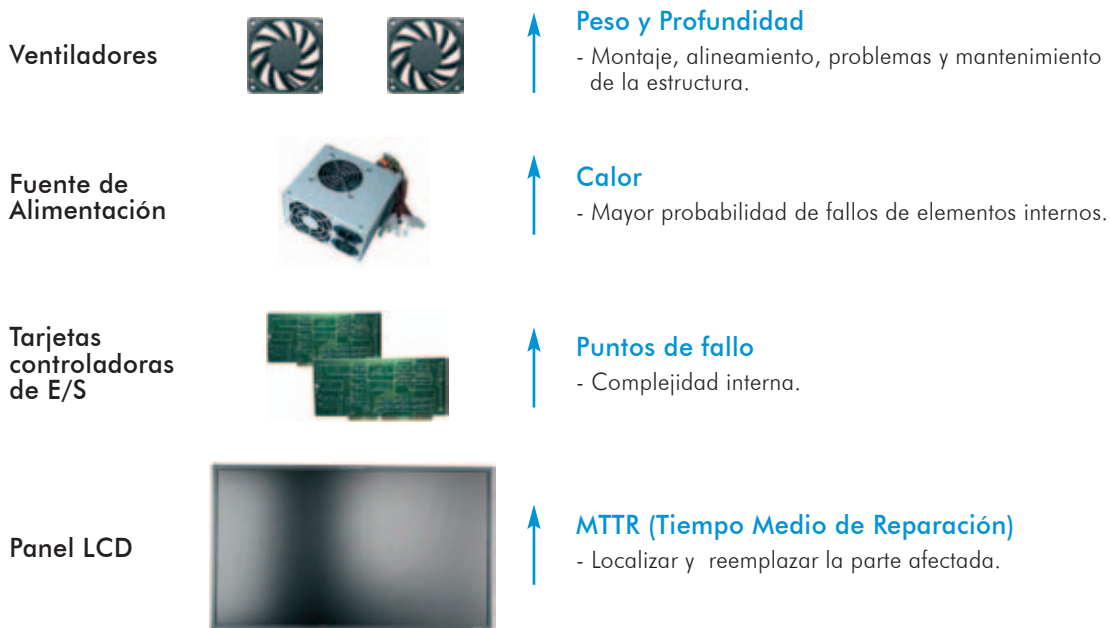 Ventiladores
Peso y Profundidad
- Montaje, alineamiento, problemas y mantenimiento
de la estructura.
Fuente de
Alimentación
Calor
- Mayor probabilidad de fallos de elementos internos.
Tarjetas
controladoras
de E/S
Puntos de fallo
- Complejidad interna.
Panel LCD
MTTR (Tiempo Medio de Reparación)
- Localizar y reemplazar la parte afectada.